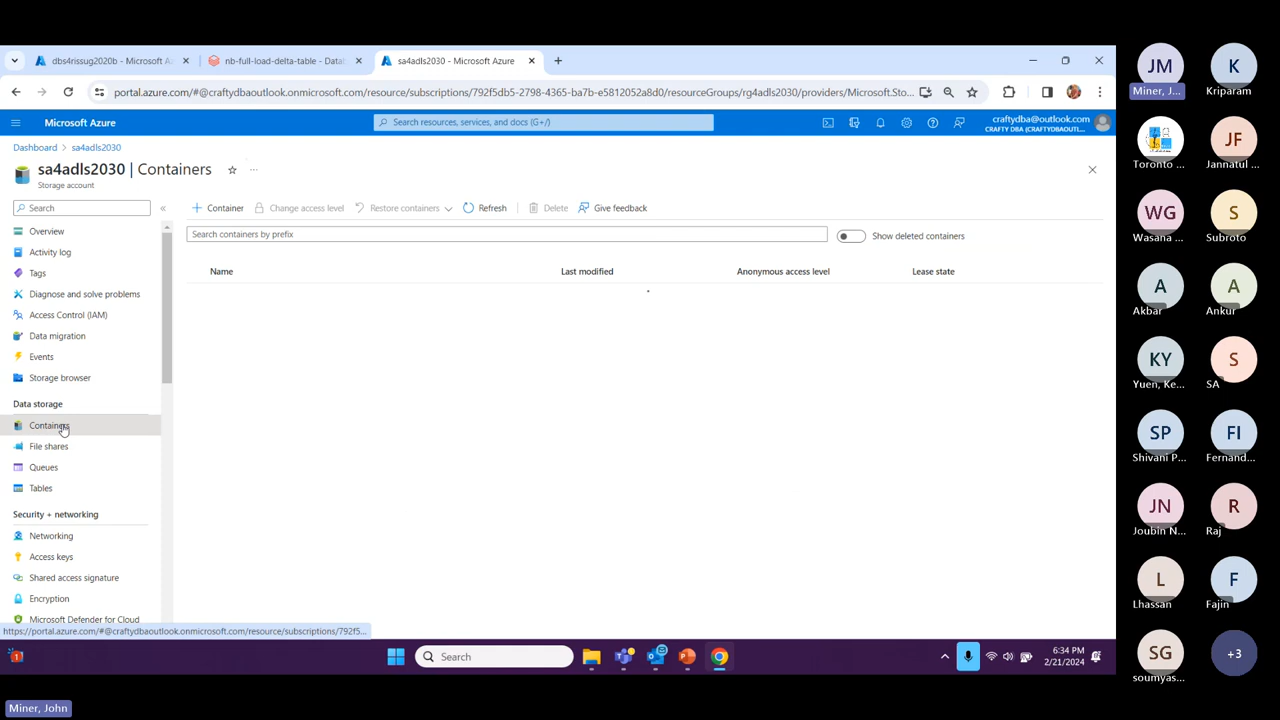 dbs4rissug2020b - Microsoft Az
nb-full-load-delta-table - Datab
sa4adls2030 - Microsoft Azure
portal.azure.com/#@craftydbaoutlook.onmicrosoft.com/resource/subscriptions/792f5db5-2798-4365-ba7b-e5812052a8d0/resourceGroups/rg4adls2030/providers/Microsoft.Sto...
Microsoft Azure
Search resources, services, and docs (G+/)
craftydba@outlook.com
CRAFTY DBA (CRAFTYDBAOUTL...
Dashboard > sa4adls2030
sa4adls2030 | Containers
Storage account
Search
Overview
Activity log
Tags
Diagnose and solve problems
Access Control (IAM)
Data migration
Events
Storage browser
Data storage
Containers
File shares
Queues
Tables
Security + networking
Networking
Access keys
Shared access signature
Encryption
Microsoft Defender for Cloud
Container
Change access level
Restore containers
Refresh
Delete
Give feedback
Search containers by prefix
Show deleted containers
Name
Last modified
Anonymous access level
Lease state
https://portal.azure.com/#@craftydbaoutlook.onmicrosoft.com/resource/subscriptions/792f5...
1
Search
6:34 PM
2/21/2024
Miner, John
JM
Miner, J...
K
Kriparam
Toronto ...
JF
Jannatul ...
WG
Wasana ...
S
Subroto
A
Akbar
A
Ankur
KY
Yuen, Ke...
S
SA
SP
Shivani P...
FI
Fernand...
JN
Joubin N...
R
Raj
L
Lhassan
F
Fajin
SG
soumyas...
+3